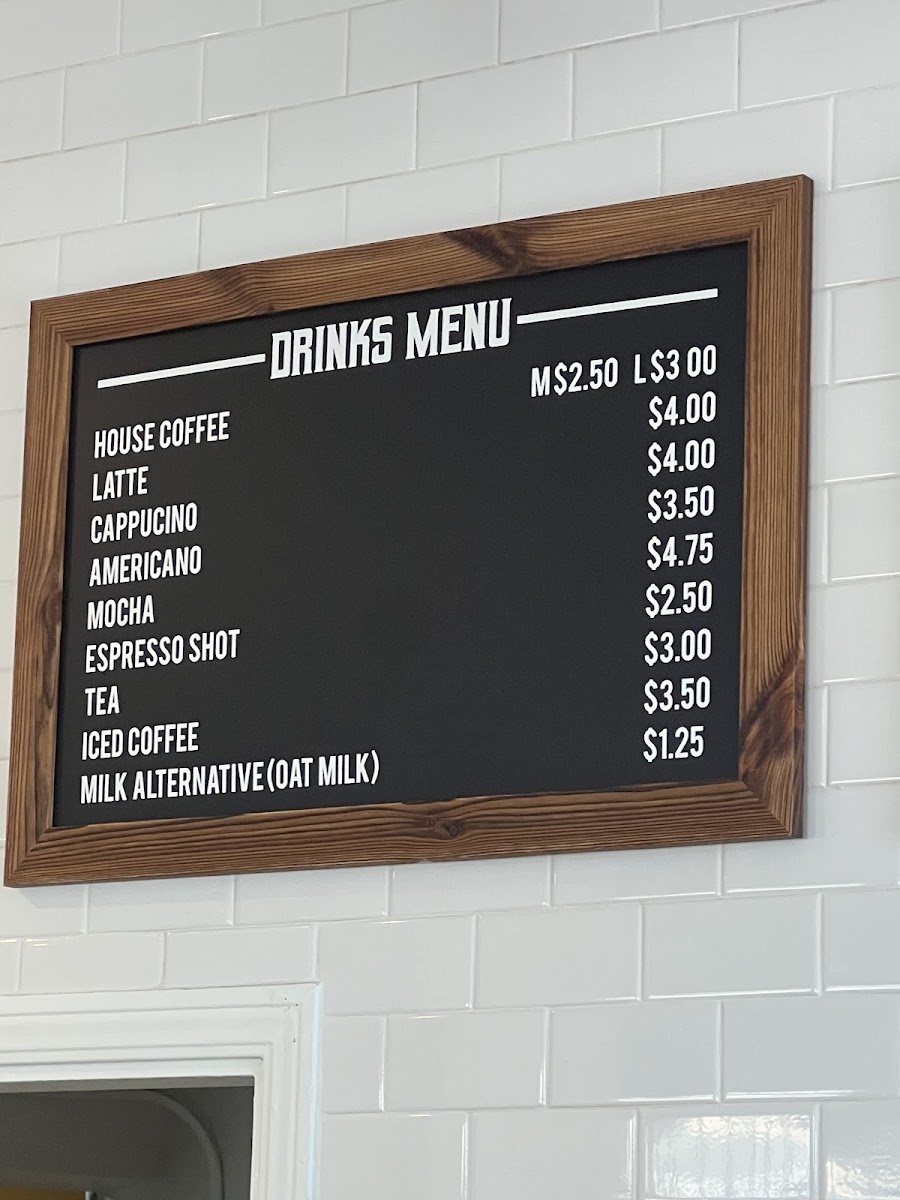 DRINKS MENU
HOUSE COFFEE M$2.50 L$3 00
LATTE $4.00
CAPPUCINO $4.00
AMERICANO $3.50
MOCHA $4.75
ESPRESSO SHOT $2.50
TEA $3.00
ICED COFFEE $3.50
MILK ALTERNATIVE (OAT MILK) $1.25